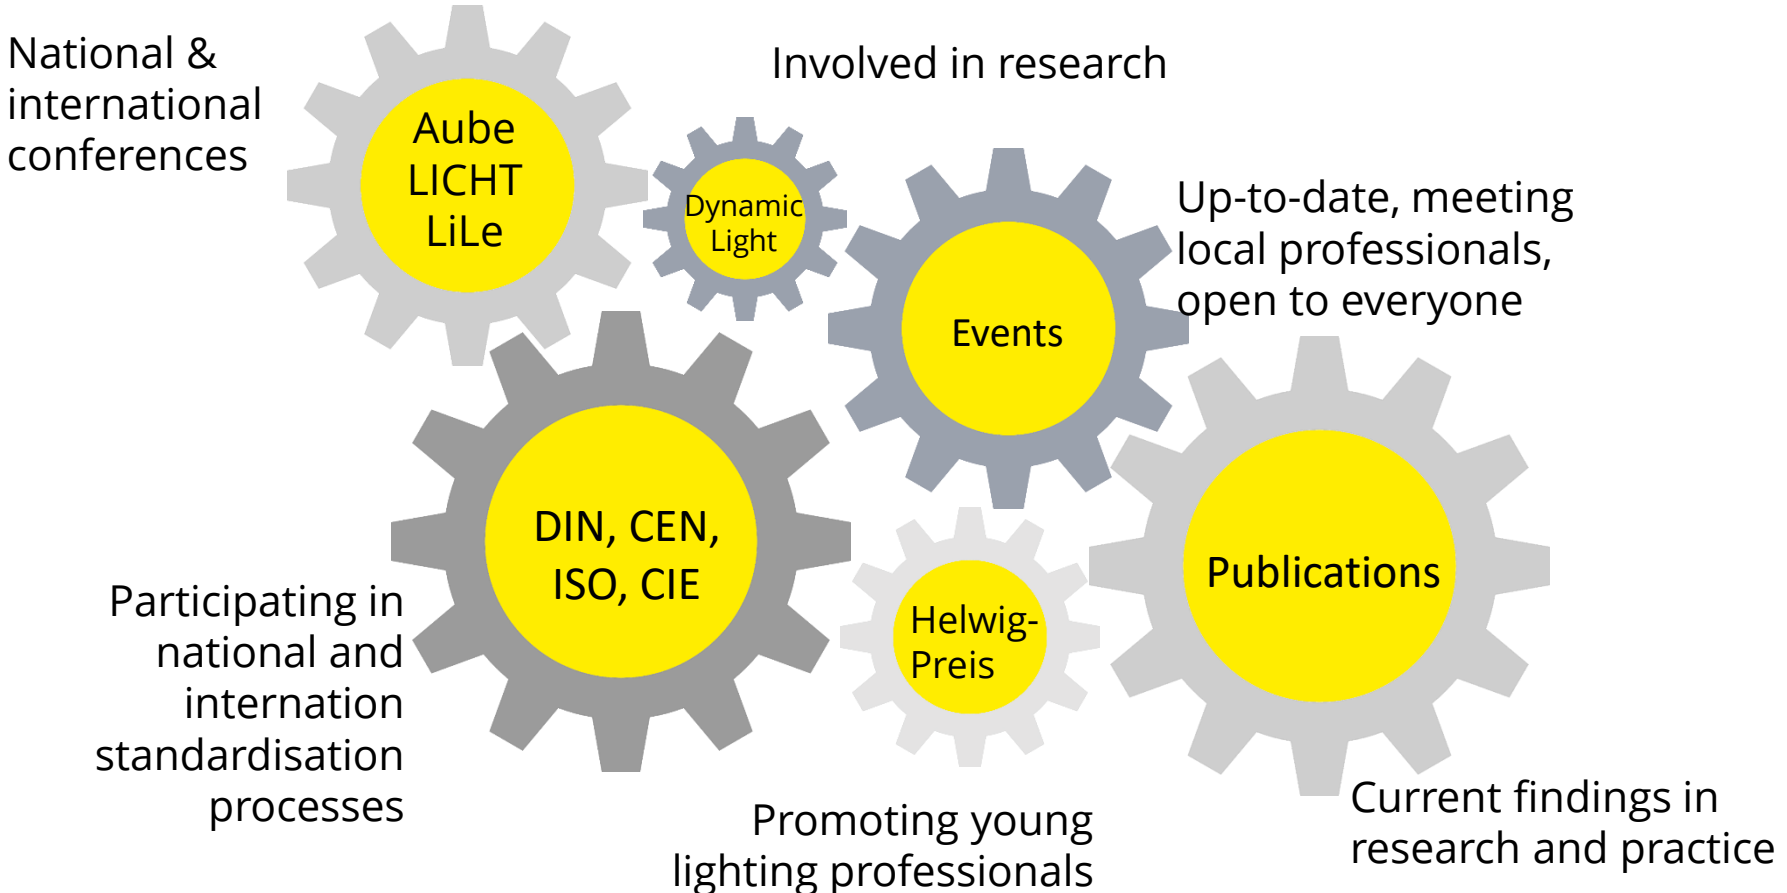 National &
international
conferences
Aube
LICHT
LiLe
Involved in research
Dynamic
Light
Up-to-date, meeting
local professionals,
open to everyone
Events
DIN, CEN,
ISO, CIE
Participating in
national and
internation
standardisation
processes
Helwig-
Preis
Promoting young
lighting professionals
Publications
Current findings in
research and practice